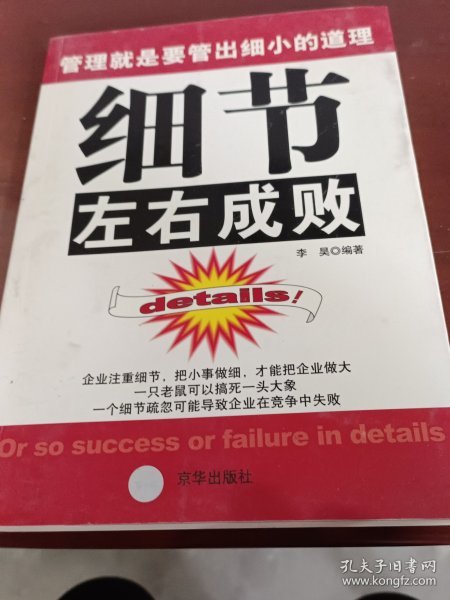 管理就是要管出细小的道理
细节
左右成败
李 昊◎编著
details!
企业注重细节，把小事做细，才能把企业做大
一只老鼠可以搞死一头大象
一个细节疏忽可能导致企业在竞争中失败
Or so success or failure in details
京华出版社
孔夫子旧书网
www.kongfz.com